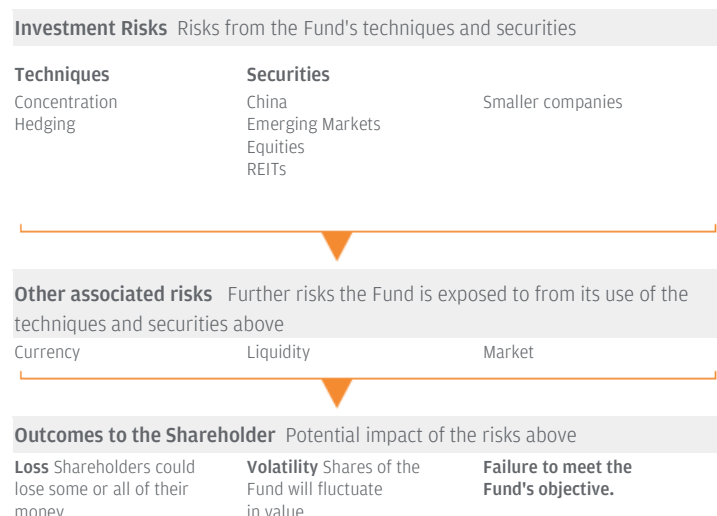 Investment Risks Risks from the Fund's techniques and securities
Techniques
Concentration
Hedging
Securities
China
Emerging Markets
Equities
REITs
Smaller companies
Other associated risks Further risks the Fund is exposed to from its use of the
techniques and securities above
Currency
Liquidity
Market
Outcomes to the Shareholder Potential impact of the risks above
Loss Shareholders could
lose some or all of their
money
Volatility Shares of the
Fund will fluctuate
in value
Failure to meet the
Fund's objective.